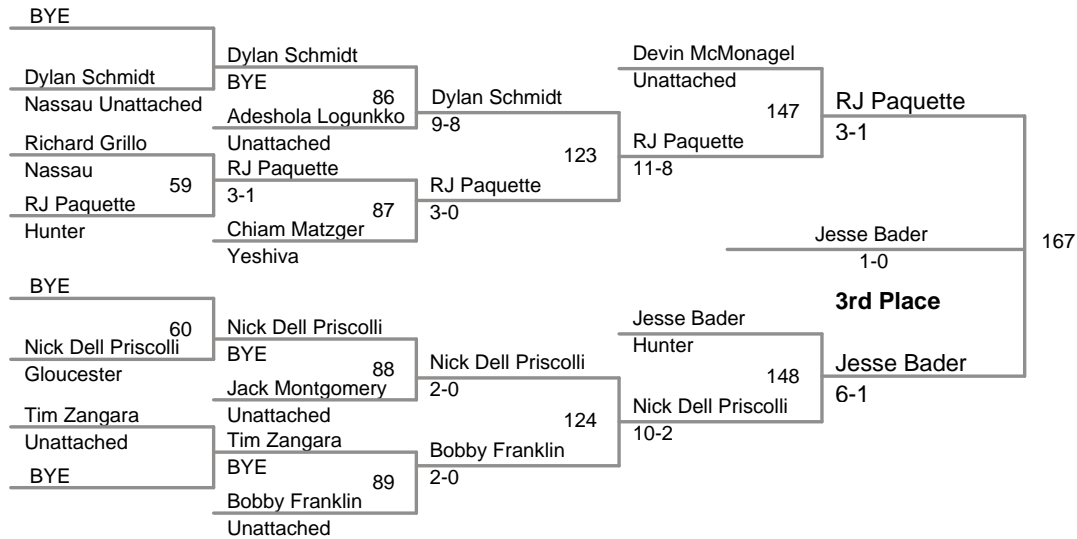 BYE
Dylan Schmidt
Nassau Unattached
Richard Grillo
Nassau
59
RJ Paquette
Hunter
BYE
60
Nick Dell Priscolli
Gloucester
Tim Zangara
Unattached
BYE
Dylan Schmidt
BYE
86
Adeshola Logunkko
Unattached
RJ Paquette
3-1
87
Chiam Matzger
Yeshiva
Nick Dell Priscolli
BYE
88
Jack Montgomery
Unattached
Tim Zangara
BYE
89
Bobby Franklin
Unattached
Dylan Schmidt
9-8
123
RJ Paquette
3-0
Nick Dell Priscolli
2-0
124
Bobby Franklin
2-0
Devin McMonagel
Unattached
147
RJ Paquette
11-8
Jesse Bader
Hunter
148
Nick Dell Priscolli
10-2
RJ Paquette
3-1
Jesse Bader
1-0
167
3rd Place
Jesse Bader
6-1